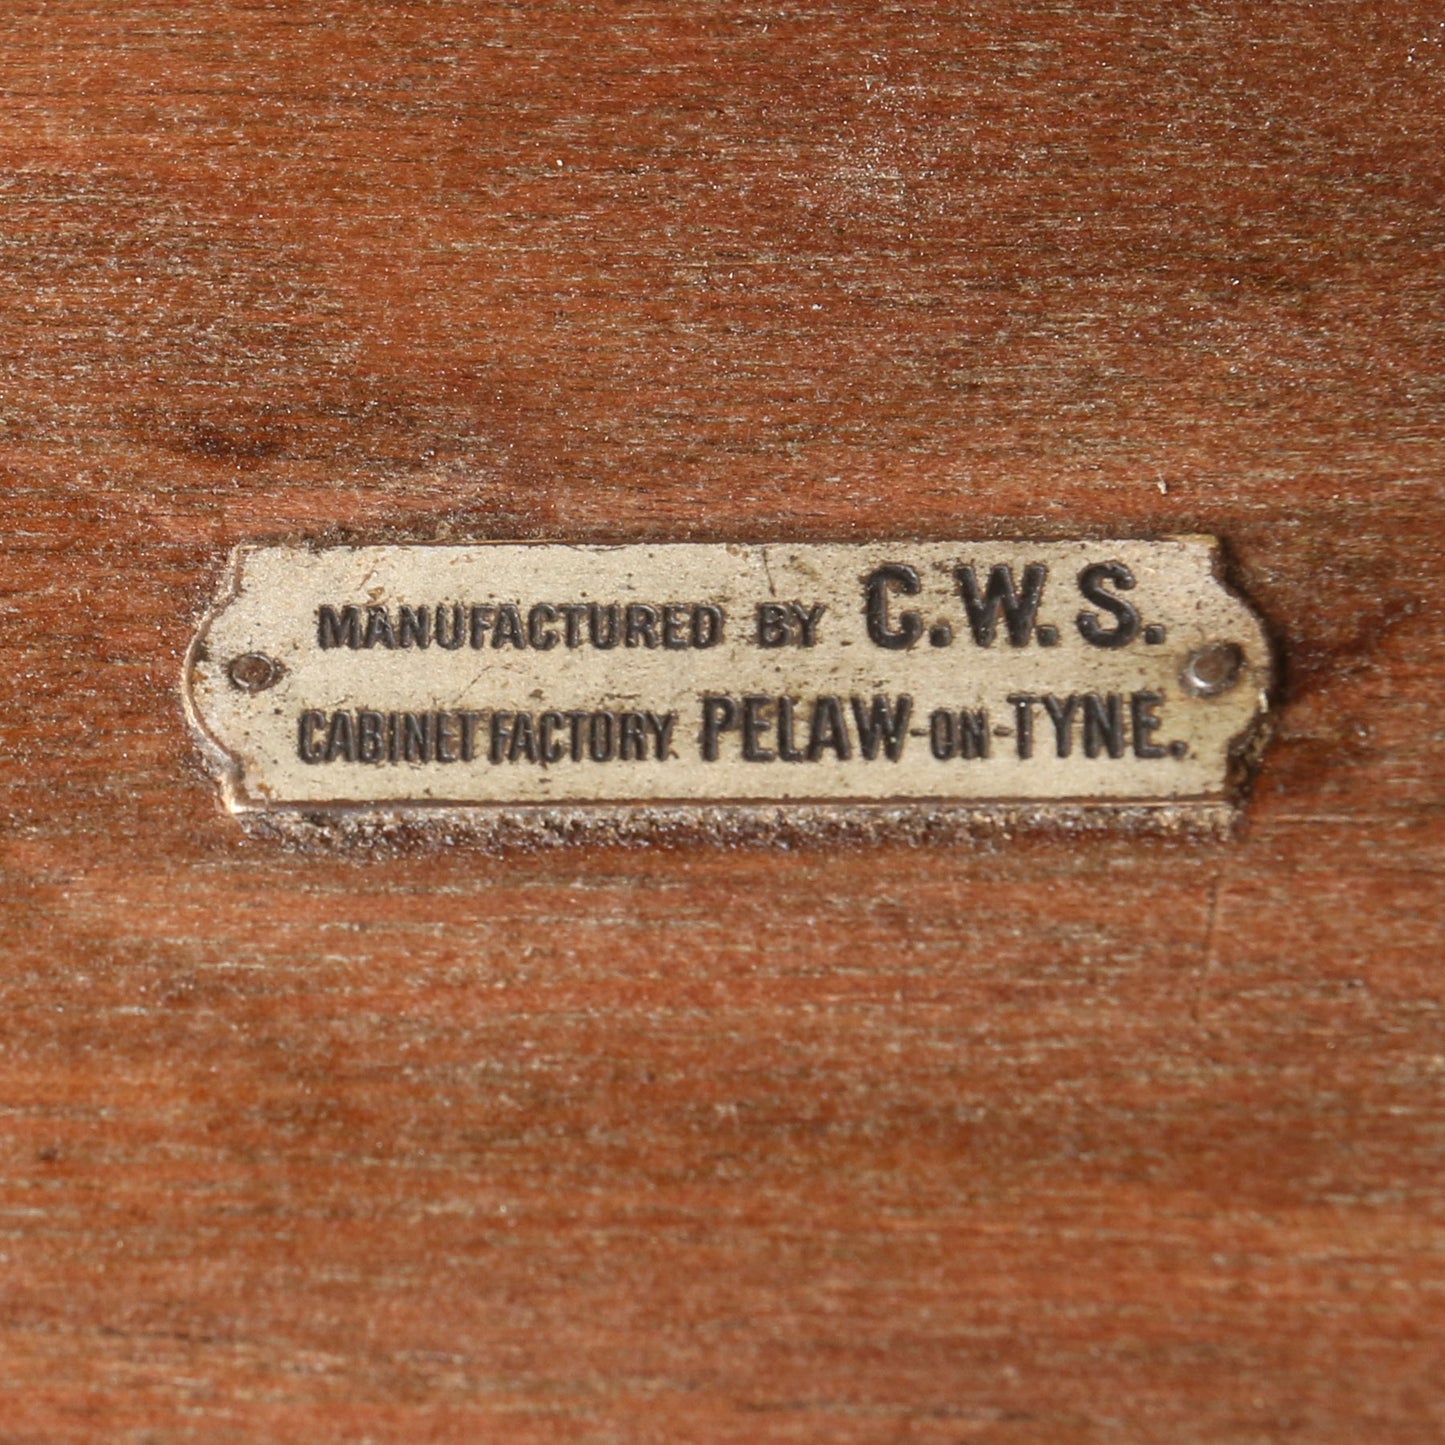 MANUFACTURED BY C.W.S.
CABINET FACTORY. PELAW-ON-TYNE.